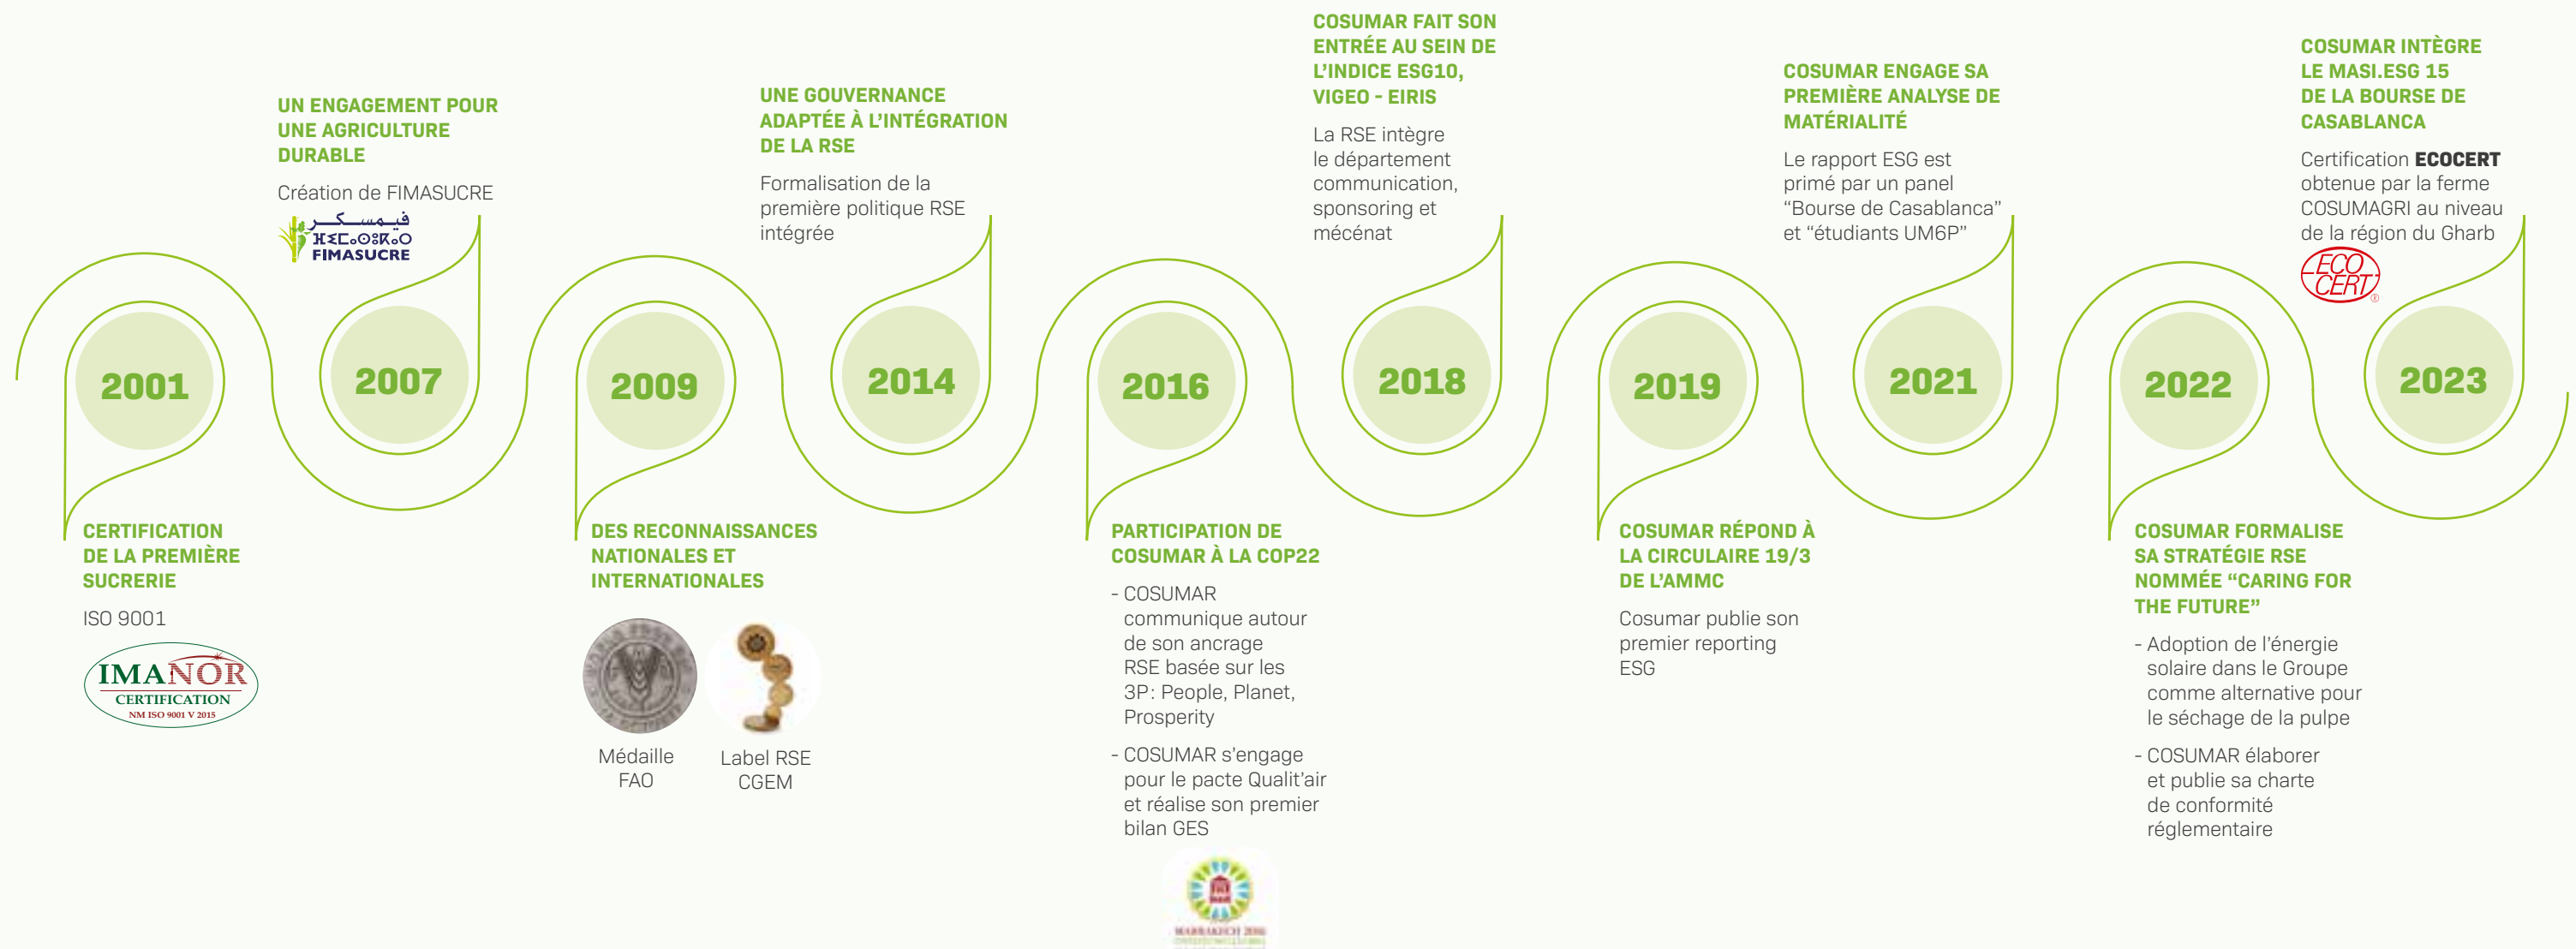 2001
CERTIFICATION
DE LA PREMIÈRE
SUCRERIE
ISO 9001
IMANOR
CERTIFICATION
NM ISO 9001 V 2015
UN ENGAGEMENT POUR
UNE AGRICULTURE
DURABLE
Création de FIMASUCRE
فيمسكر
ⴼⵉⵎⴰⵙⵓⴽⴰⵔ
FIMASUCRE
2007
2009
DES RECONNAISSANCES
NATIONALES ET
INTERNATIONALES
Médaille
FAO
Label RSE
CGEM
UNE GOUVERNANCE
ADAPTÉE À L’INTÉGRATION
DE LA RSE
Formalisation de la
première politique RSE
intégrée
2014
2016
PARTICIPATION DE
COSUMAR À LA COP22
- COSUMAR
communique autour
de son ancrage
RSE basée sur les
3P: People, Planet,
Prosperity
- COSUMAR s’engage
pour le pacte Qualit’air
et réalise son premier
bilan GES
MARRAKECH 2016
COSUMAR FAIT SON
ENTRÉE AU SEIN DE
L’INDICE ESG10,
VIGEO - EIRIS
La RSE intègre
le département
communication,
sponsoring et
mécénat
2018
2019
COSUMAR RÉPOND À
LA CIRCULAIRE 19/3
DE L’AMMC
Cosumar publie son
premier reporting
ESG
COSUMAR ENGAGE SA
PREMIÈRE ANALYSE DE
MATÉRIALITÉ
Le rapport ESG est
primé par un panel
“Bourse de Casablanca”
et “étudiants UM6P”
2021
2022
COSUMAR FORMALISE
SA STRATÉGIE RSE
NOMMÉE “CARING FOR
THE FUTURE”
- Adoption de l’énergie
solaire dans le Groupe
comme alternative pour
le séchage de la pulpe
- COSUMAR élaborer
et publie sa charte
de conformité
réglementaire
COSUMAR INTÈGRE
LE MASI.ESG 15
DE LA BOURSE DE
CASABLANCA
Certification ECOCERT
obtenue par la ferme
COSUMAGRI au niveau
de la région du Gharb
ECO
CERT
®
2023